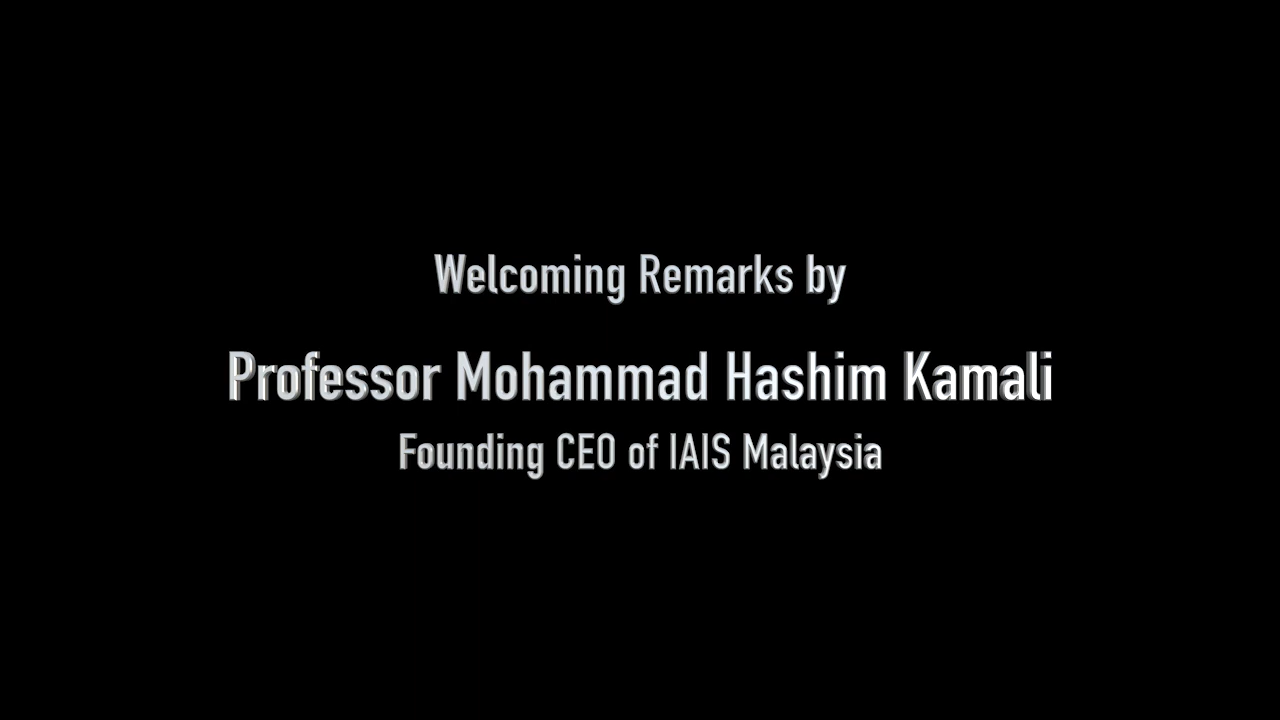 Welcoming Remarks by
Professor Mohammad Hashim Kamali
Founding CEO of IAIS Malaysia